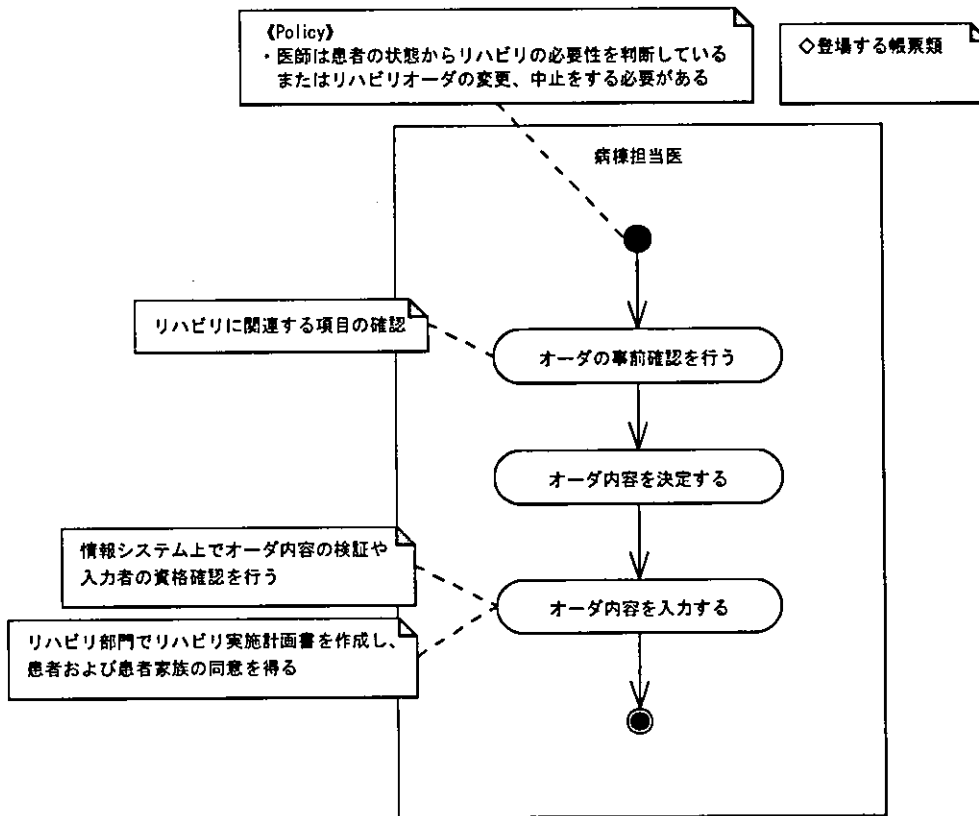 《Policy》
・医師は患者の状態からリハビリの必要性を判断している
またはリハビリオーダの変更、中止をする必要がある
◇登場する帳票類
病棟担当医
リハビリに関連する項目の確認
オーダの事前確認を行う
オーダ内容を決定する
情報システム上でオーダ内容の検証や
入力者の資格確認を行う
オーダ内容を入力する
リハビリ部門でリハビリ実施計画書を作成し、
患者および患者家族の同意を得る